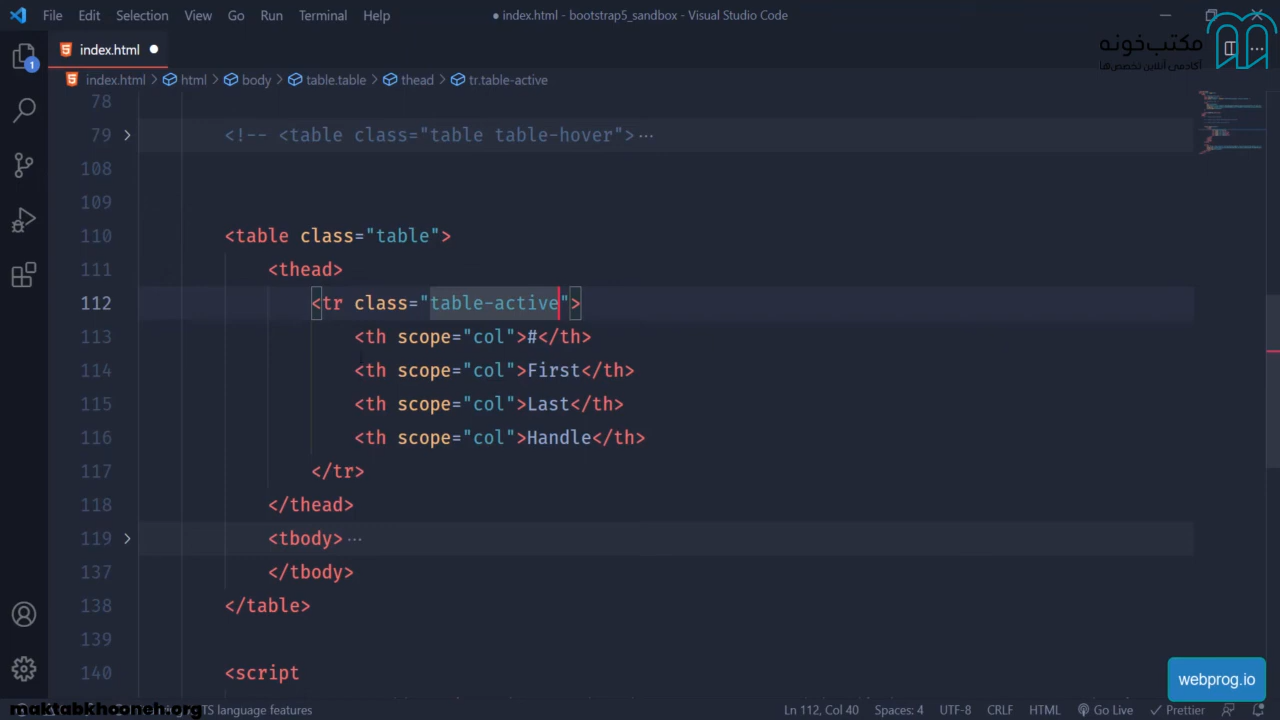 File Edit Selection View Go Run Terminal Help
● index.html - bootstrap5_sandbox - Visual Studio Code
مکتب‌خونه
آکادمی آنلاین تخصصی‌ها
1
index.html ●
index.html > html > body > table.table > thead > tr.table-active
78
79 <!-- <table class="table table-hover">…
108
109
110 <table class="table">
111 <thead>
112 <tr class="table-active">
113 <th scope="col">#</th>
114 <th scope="col">First</th>
115 <th scope="col">Last</th>
116 <th scope="col">Handle</th>
117 </tr>
118 </thead>
119 <tbody>…
137 </tbody>
138 </table>
139
140 <script
webprog.io
maktabkhooneh.org
TS language features
Ln 112, Col 40 Spaces: 4 UTF-8 CRLF HTML Go Live Prettier